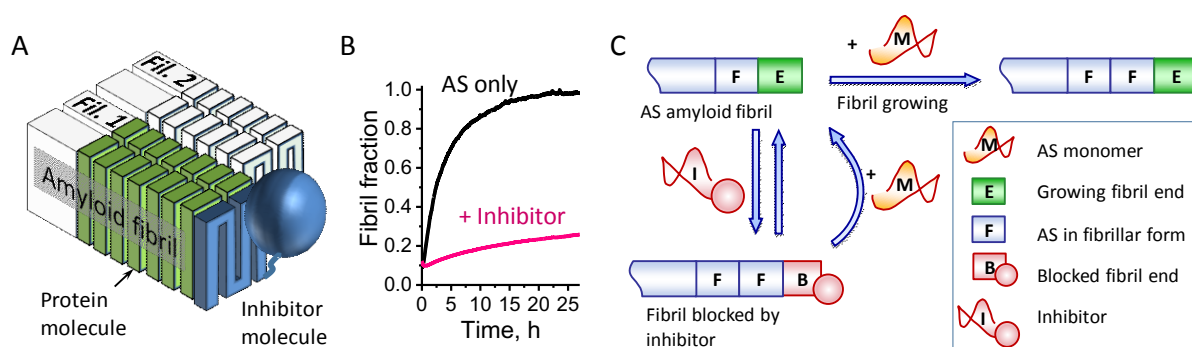 A
Fil. 2
Fil. 1
Amyloid fibril
Protein
molecule
Inhibitor
molecule
B
AS only
+ Inhibitor
Fibril fraction
1.0
0.8
0.6
0.4
0.2
0
0 5 10 15 20 25
Time, h
C
+ M
F E
AS amyloid fibril
Fibril growing
F F E
I
+ M
F F B
Fibril blocked by
inhibitor
M AS monomer
E Growing fibril end
F AS in fibrillar form
B Blocked fibril end
I Inhibitor